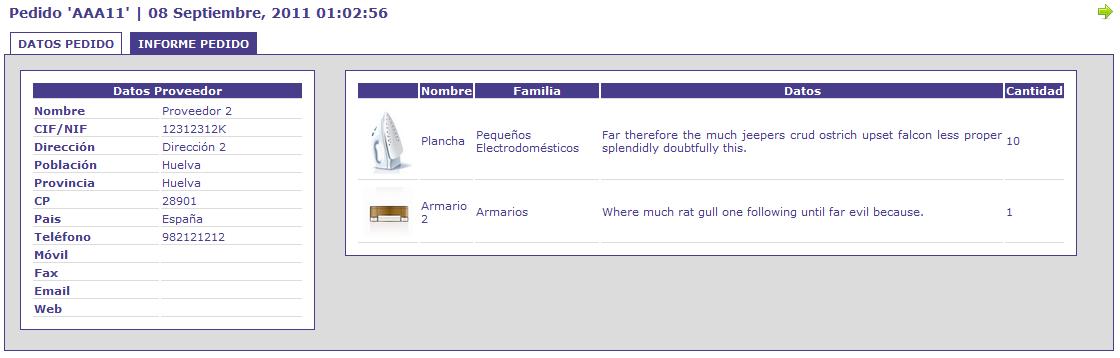 Pedido 'AAA11' | 08 Septiembre, 2011 01:02:56
DATOS PEDIDO
INFORME PEDIDO
Datos Proveedor
Nombre Proveedor 2
CIF/NIF 12312312K
Dirección Dirección 2
Población Huelva
Provincia Huelva
CP 28901
Pais España
Teléfono 982121212
Móvil
Fax
Email
Web
Nombre Familia Datos Cantidad
Plancha
Pequeños
Electrodomésticos
Far therefore the much jeepers crud ostrich upset falcon less proper
splendidly doubtfully this.
10
Armario
2
Armarios
Where much rat gull one following until far evil because.
1